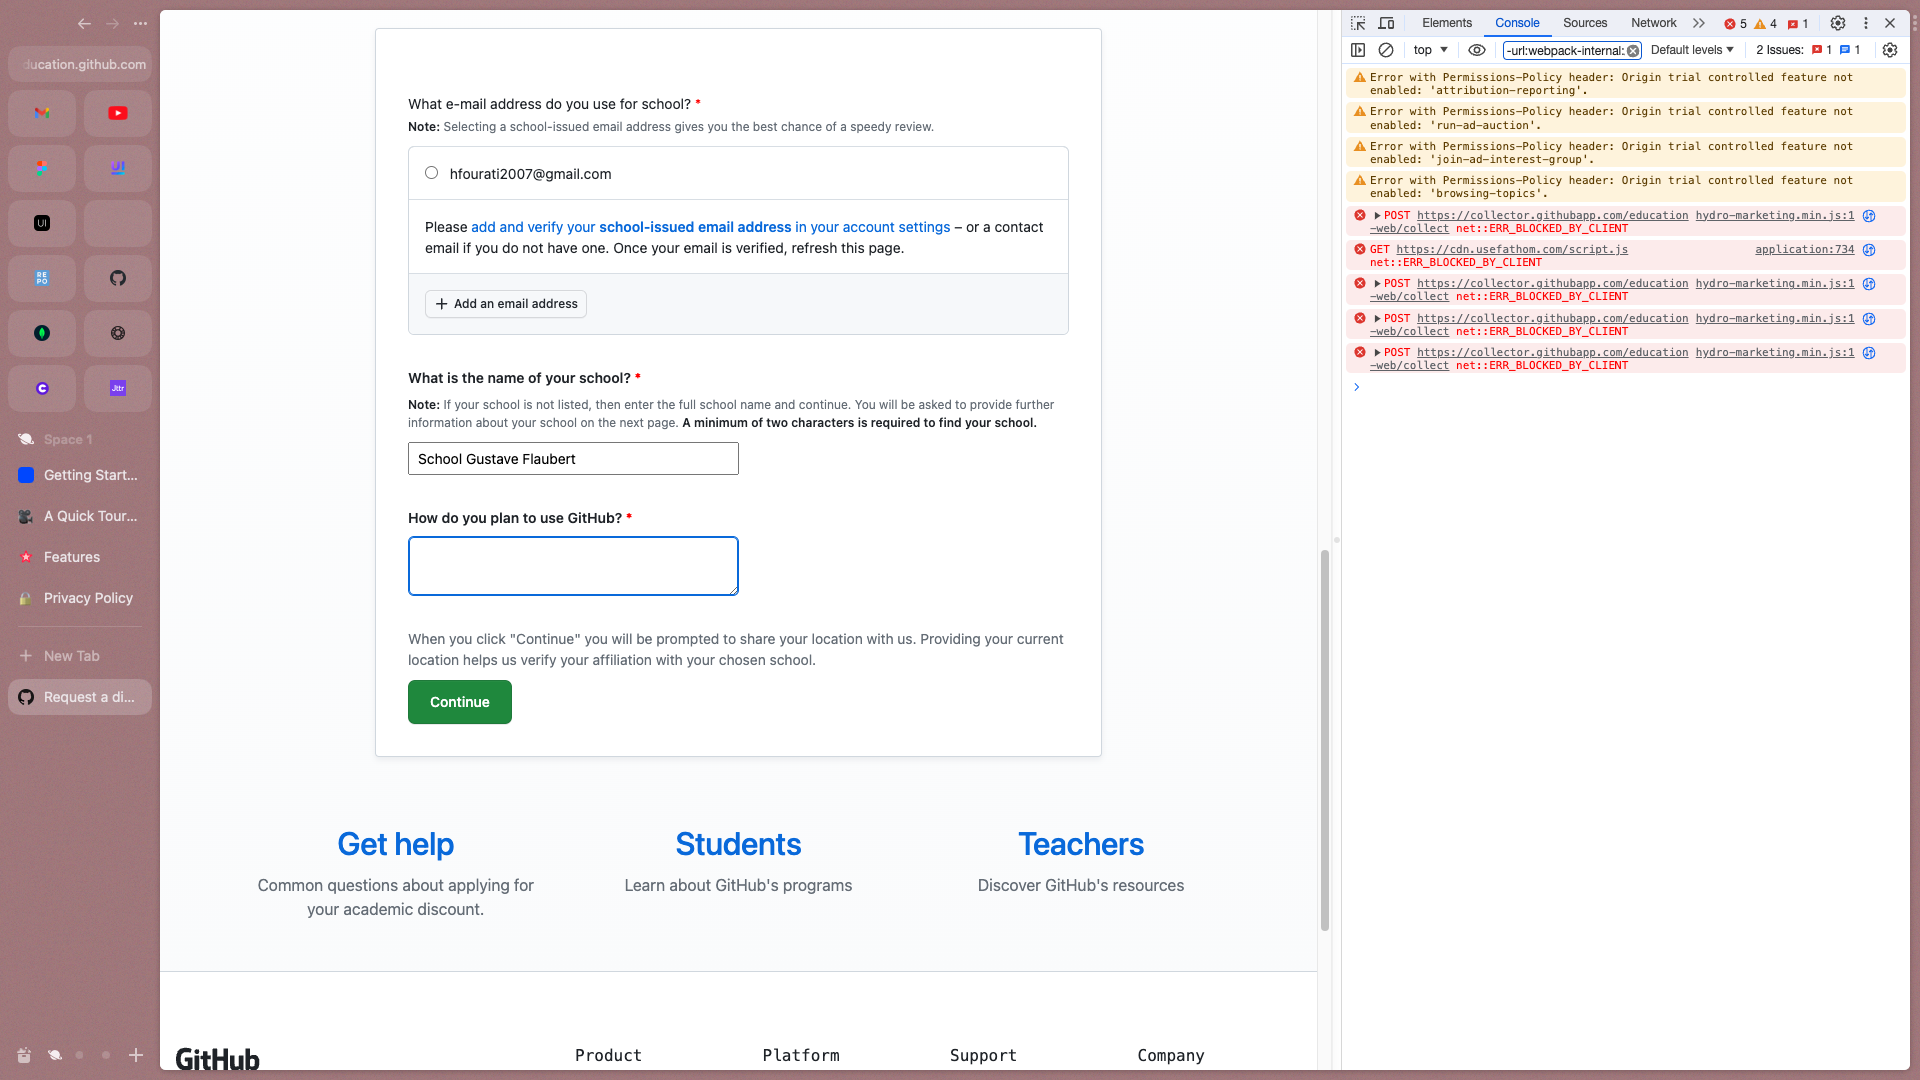 ducation.github.com
Space 1
Getting Start...
A Quick Tour...
Features
Privacy Policy
New Tab
Request a di...
What e-mail address do you use for school? *
Note: Selecting a school-issued email address gives you the best chance of a speedy review.
hfourati2007@gmail.com
Please add and verify your school-issued email address in your account settings – or a contact
email if you do not have one. Once your email is verified, refresh this page.
Add an email address
What is the name of your school? *
Note: If your school is not listed, then enter the full school name and continue. You will be asked to provide further
information about your school on the next page. A minimum of two characters is required to find your school.
School Gustave Flaubert
How do you plan to use GitHub? *
When you click "Continue" you will be prompted to share your location with us. Providing your current
location helps us verify your affiliation with your chosen school.
Continue
Get help
Common questions about applying for
your academic discount.
Students
Learn about GitHub's programs
Teachers
Discover GitHub's resources
GitHub
Product
Platform
Support
Company
Elements Console Sources Network 5 4 1
top -url:webpack-internal: Default levels 2 Issues: 1 1
Error with Permissions-Policy header: Origin trial controlled feature not
enabled: 'attribution-reporting'.
Error with Permissions-Policy header: Origin trial controlled feature not
enabled: 'run-ad-auction'.
Error with Permissions-Policy header: Origin trial controlled feature not
enabled: 'join-ad-interest-group'.
Error with Permissions-Policy header: Origin trial controlled feature not
enabled: 'browsing-topics'.
POST https://collector.githubapp.com/education hydro-marketing.min.js:1
-web/collect net::ERR_BLOCKED_BY_CLIENT
GET https://cdn.usefathom.com/script.js application:734
net::ERR_BLOCKED_BY_CLIENT
POST https://collector.githubapp.com/education hydro-marketing.min.js:1
-web/collect net::ERR_BLOCKED_BY_CLIENT
POST https://collector.githubapp.com/education hydro-marketing.min.js:1
-web/collect net::ERR_BLOCKED_BY_CLIENT
POST https://collector.githubapp.com/education hydro-marketing.min.js:1
-web/collect net::ERR_BLOCKED_BY_CLIENT